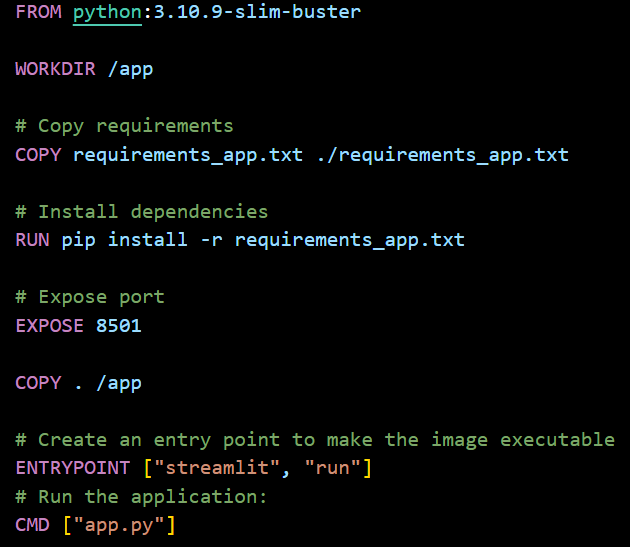 FROM python:3.10.9-slim-buster
WORKDIR /app
# Copy requirements
COPY requirements_app.txt ./requirements_app.txt
# Install dependencies
RUN pip install -r requirements_app.txt
# Expose port
EXPOSE 8501
COPY . /app
# Create an entry point to make the image executable
ENTRYPOINT ["streamlit", "run"]
# Run the application:
CMD ["app.py"]